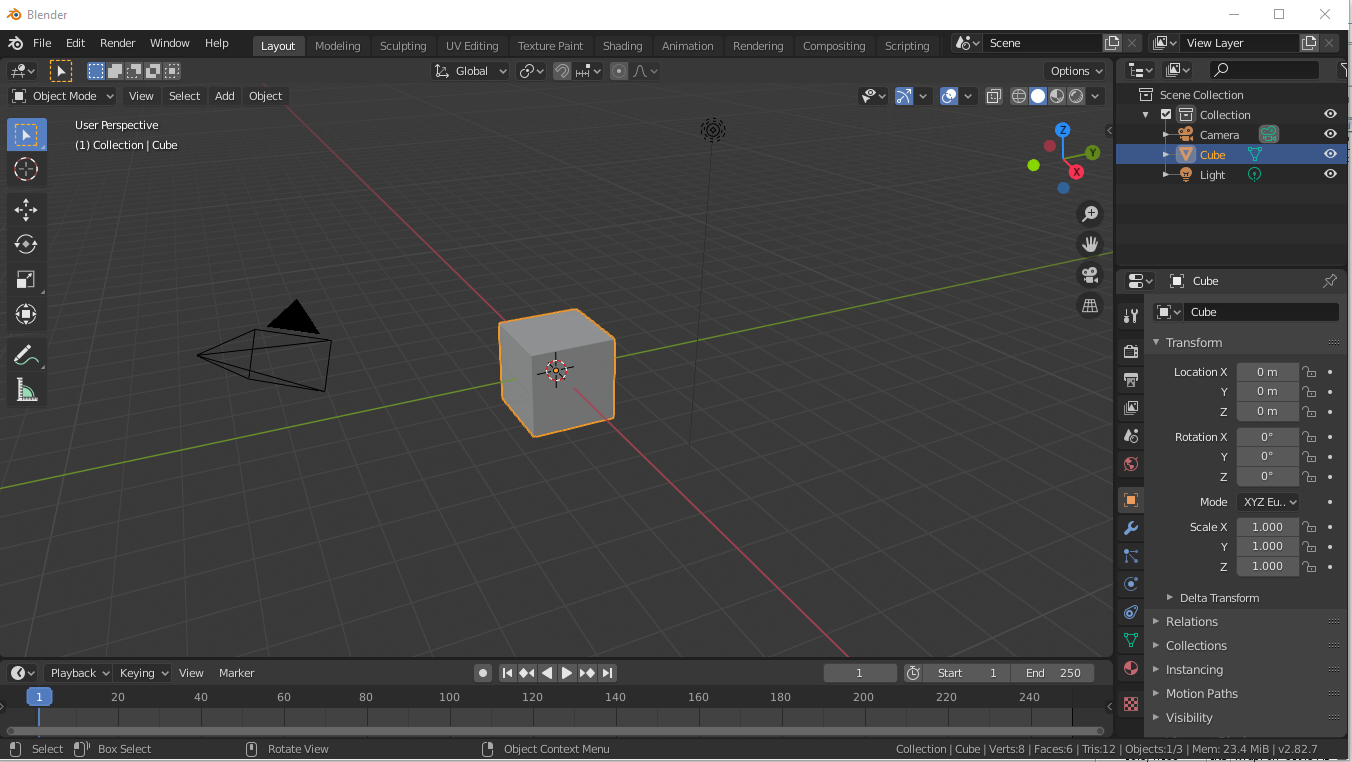 Blender
File Edit Render Window Help Layout Modeling Sculpting UV Editing Texture Paint Shading Animation Rendering Compositing Scripting Scene View Layer
Global Options
Object Mode View Select Add Object
User Perspective
(1) Collection | Cube
Z
Y
X
Scene Collection
Collection
Camera
Cube
Light
Cube
Cube
Transform
Location X 0 m
Y 0 m
Z 0 m
Rotation X 0°
Y 0°
Z 0°
Mode XYZ Eu..
Scale X 1.000
Y 1.000
Z 1.000
Delta Transform
Relations
Collections
Instancing
Motion Paths
Visibility
Playback Keying View Marker 1 Start 1 End 250
1 20 40 60 80 100 120 140 160 180 200 220 240
Select Box Select Rotate View Object Context Menu Collection | Cube | Verts:8 | Faces:6 | Tris:12 | Objects:1/3 | Mem: 23.4 MiB | v2.82.7